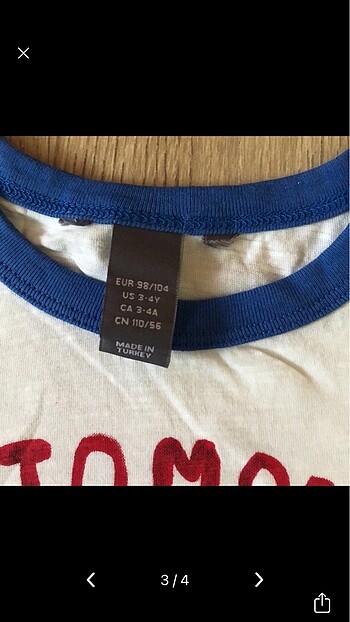 EUR 98/104
US 3-4Y
CA 3-4A
CN 110/56
MADE IN
TURKEY
3/4